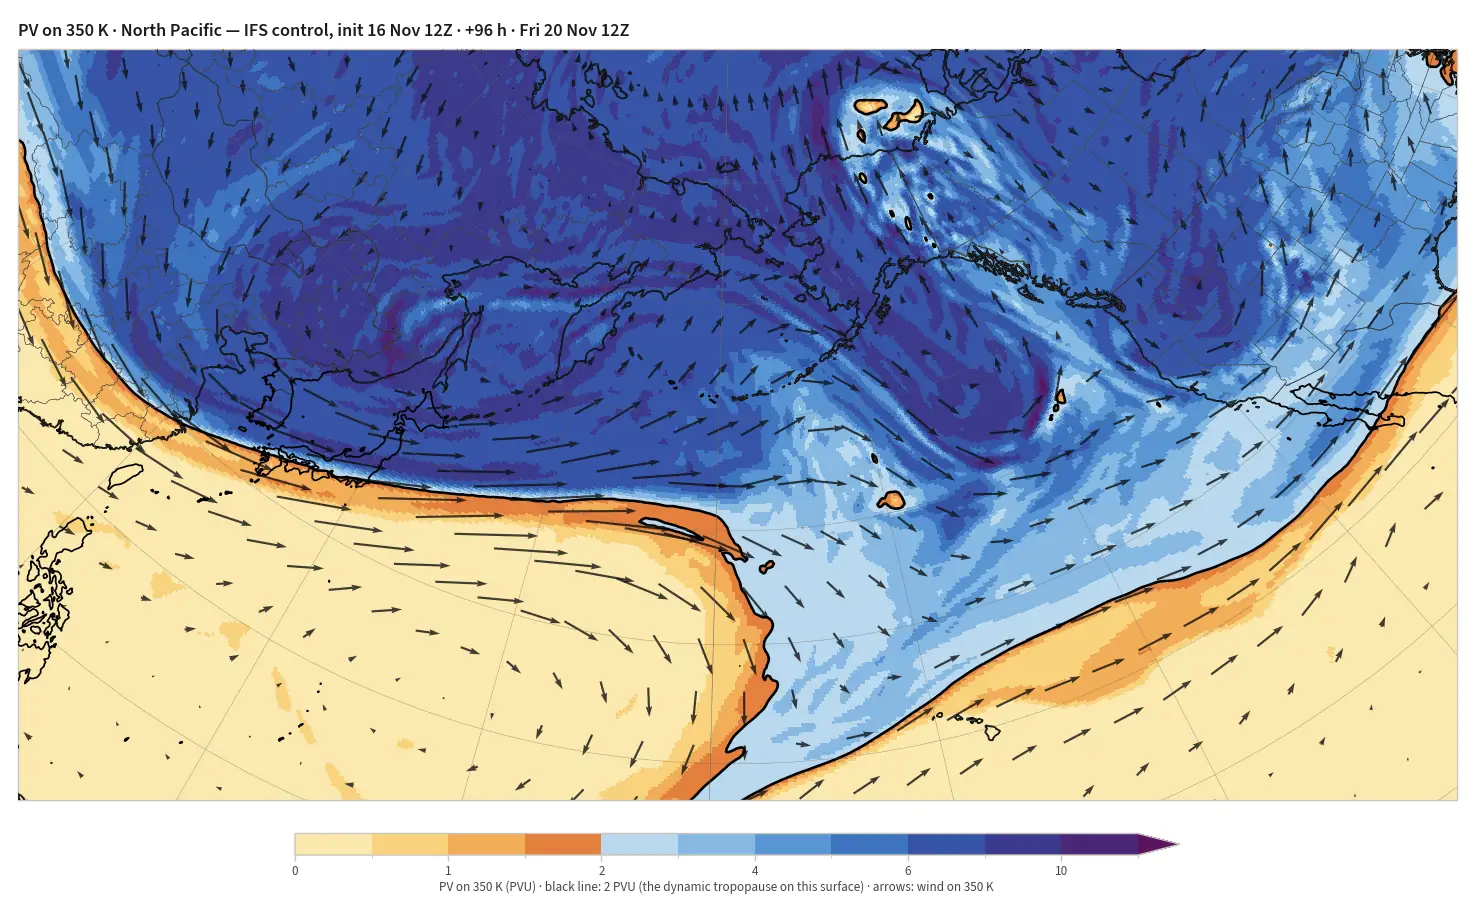 PV on 350 K · North Pacific — IFS control, init 16 Nov 12Z · +96 h · Fri 20 Nov 12Z
0 1 2 4 6 10
PV on 350 K (PVU) · black line: 2 PVU (the dynamic tropopause on this surface) · arrows: wind on 350 K